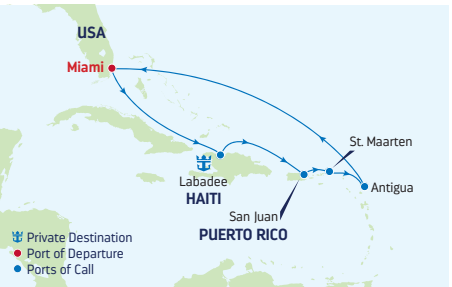 USA
Miami
St. Maarten
Labadee
HAITI
Antigua
San Juan
PUERTO RICO
Private Destination
Port of Departure
Ports of Call